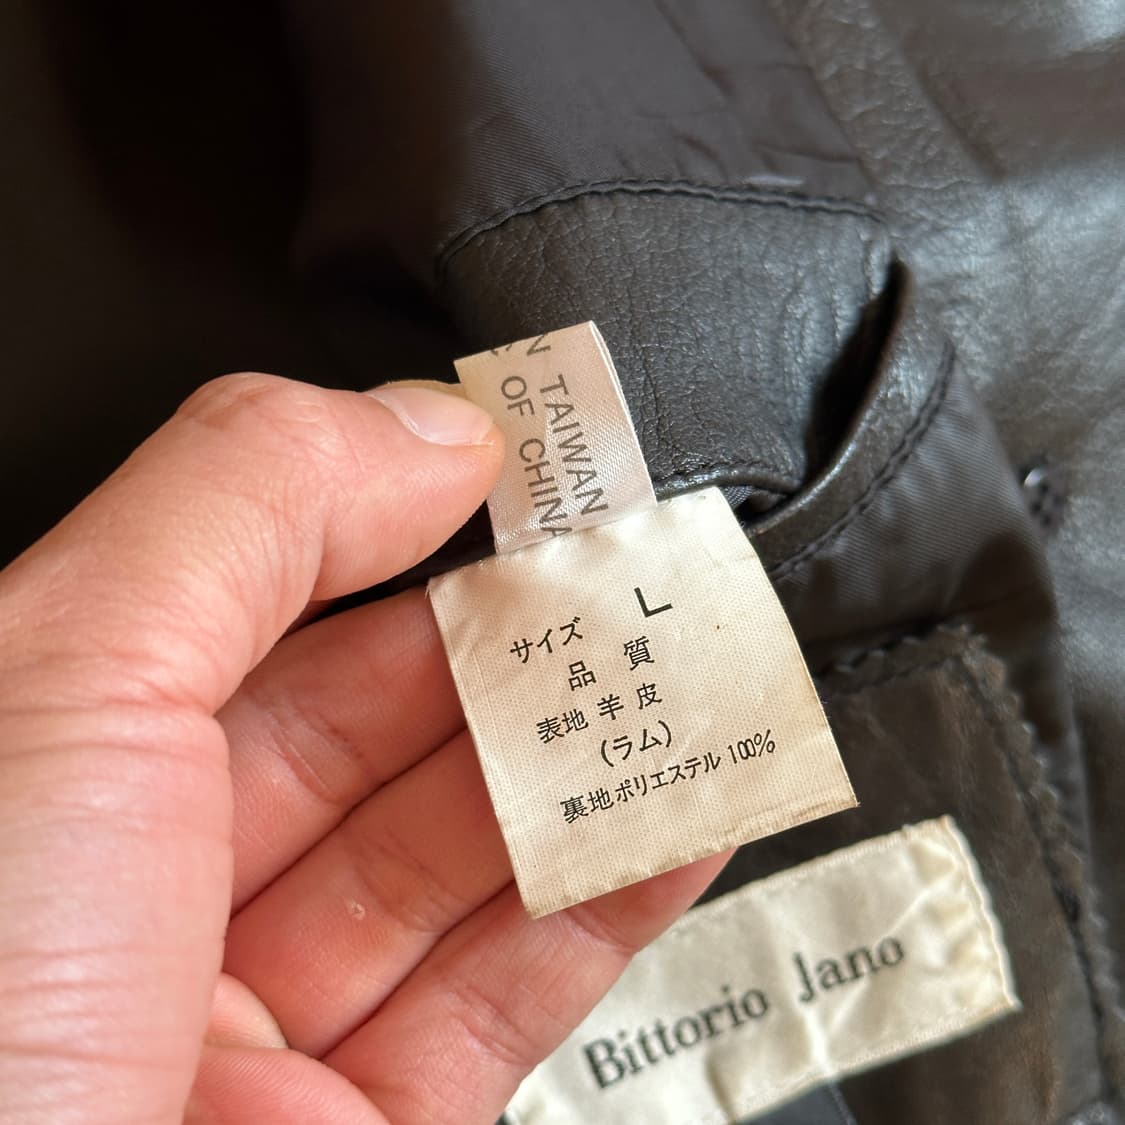 N TAIWAN
C OF CHINA
サイズ L
品質
表地 羊皮
(ラム)
裏地ポリエステル 100%
Bittorio Jano